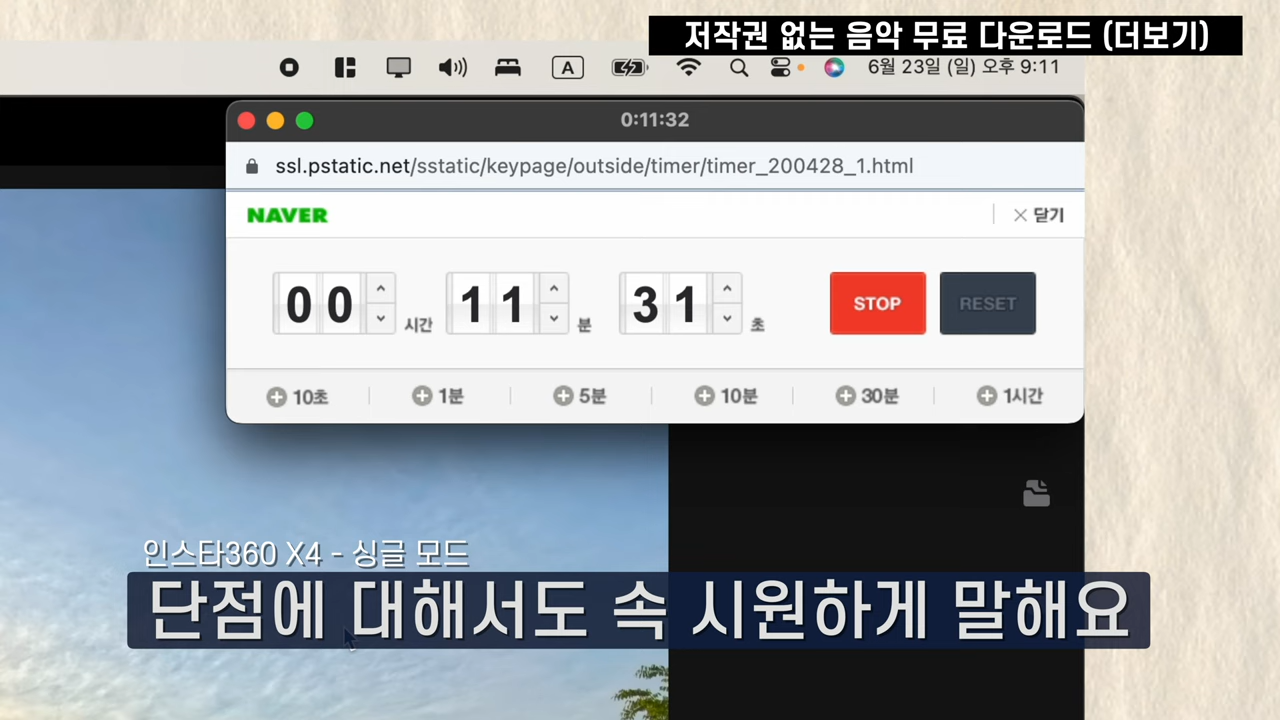 저작권 없는 음악 무료 다운로드 (더보기)
A 6월 23일 (일) 오후 9:11
0:11:32
ssl.pstatic.net/sstatic/keypage/outside/timer/timer_200428_1.html
NAVER 닫기
00 시간 11 분 31 초 STOP RESET
10초 1분 5분 10분 30분 1시간
인스타360 X4 - 싱글 모드
단점에 대해서도 속 시원하게 말해요